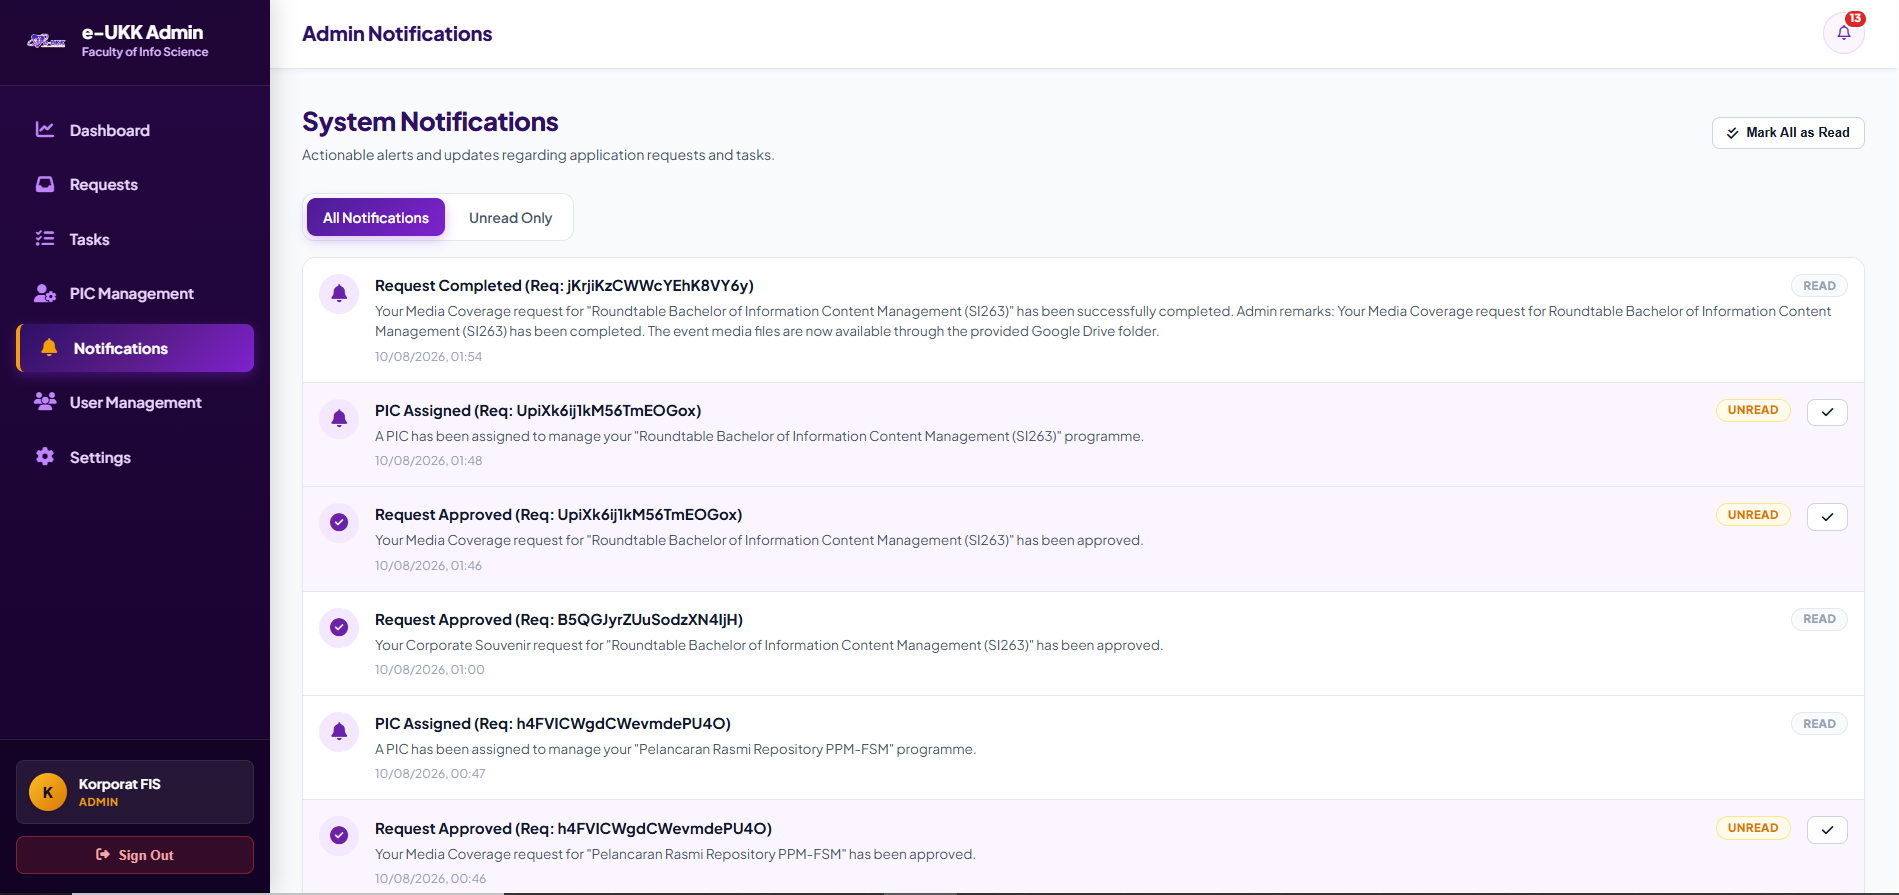 e-UKK Admin
Faculty of Info Science
Dashboard
Requests
Tasks
PIC Management
Notifications
User Management
Settings
K
Korporat FIS
ADMIN
Sign Out
Admin Notifications
13
System Notifications
Actionable alerts and updates regarding application requests and tasks.
Mark All as Read
All Notifications
Unread Only
Request Completed (Req: jKrjiKzCWWcYEhK8VY6y)
READ
Your Media Coverage request for "Roundtable Bachelor of Information Content Management (SI263)" has been successfully completed. Admin remarks: Your Media Coverage request for Roundtable Bachelor of Information Content
Management (SI263) has been completed. The event media files are now available through the provided Google Drive folder.
10/08/2026, 01:54
PIC Assigned (Req: UpiXk6ij1kM56TmEOGox)
UNREAD
A PIC has been assigned to manage your "Roundtable Bachelor of Information Content Management (SI263)" programme.
10/08/2026, 01:48
Request Approved (Req: UpiXk6ij1kM56TmEOGox)
UNREAD
Your Media Coverage request for "Roundtable Bachelor of Information Content Management (SI263)" has been approved.
10/08/2026, 01:46
Request Approved (Req: B5QGJyrZUuSodzXN4IjH)
READ
Your Corporate Souvenir request for "Roundtable Bachelor of Information Content Management (SI263)" has been approved.
10/08/2026, 01:00
PIC Assigned (Req: h4FVICWgdCWevmdePU4O)
READ
A PIC has been assigned to manage your "Pelancaran Rasmi Repository PPM-FSM" programme.
10/08/2026, 00:47
Request Approved (Req: h4FVICWgdCWevmdePU4O)
UNREAD
Your Media Coverage request for "Pelancaran Rasmi Repository PPM-FSM" has been approved.
10/08/2026, 00:46